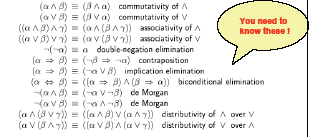 (α ∧ β) ≡ (β ∧ α) commutativity of ∧
(α ∨ β) ≡ (β ∨ α) commutativity of ∨
((α ∧ β) ∧ γ) ≡ (α ∧ (β ∧ γ)) associativity of ∧
((α ∨ β) ∨ γ) ≡ (α ∨ (β ∨ γ)) associativity of ∨
¬(¬α) ≡ α double-negation elimination
(α ⇒ β) ≡ (¬β ⇒ ¬α) contraposition
(α ⇒ β) ≡ (¬α ∨ β) implication elimination
(α ⇔ β) ≡ ((α ⇒ β) ∧ (β ⇒ α)) biconditional elimination
¬(α ∧ β) ≡ (¬α ∨ ¬β) de Morgan
¬(α ∨ β) ≡ (¬α ∧ ¬β) de Morgan
(α ∧ (β ∨ γ)) ≡ ((α ∧ β) ∨ (α ∧ γ)) distributivity of ∧ over ∨
(α ∨ (β ∧ γ)) ≡ ((α ∨ β) ∧ (α ∨ γ)) distributivity of ∨ over ∧
You need to
know these !